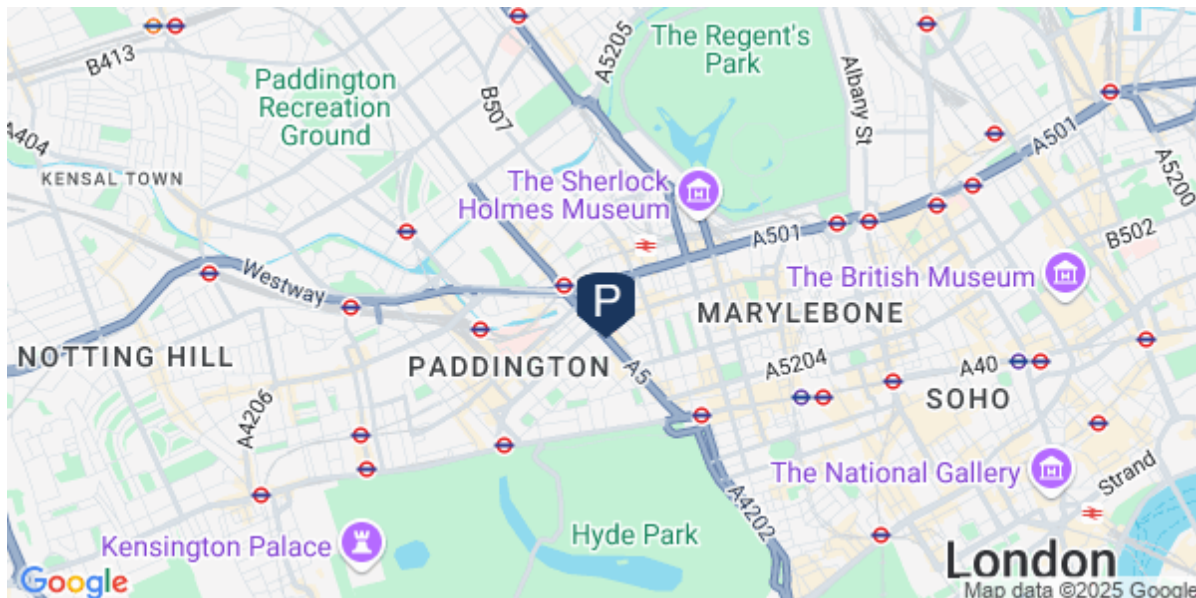 B413
A5205
The Regent's
Park
Albany St
Paddington
Recreation
Ground
B507
A404
A501
A5200
KENSAL TOWN
The Sherlock
Holmes Museum
A501
B502
Westway
The British Museum
MARYLEBONE
NOTTING HILL
PADDINGTON
P
A5
A5204
A40
SOHO
A4206
The National Gallery
Strand
A4202
Hyde Park
Kensington Palace
London
Google
Map data ©2025 Google